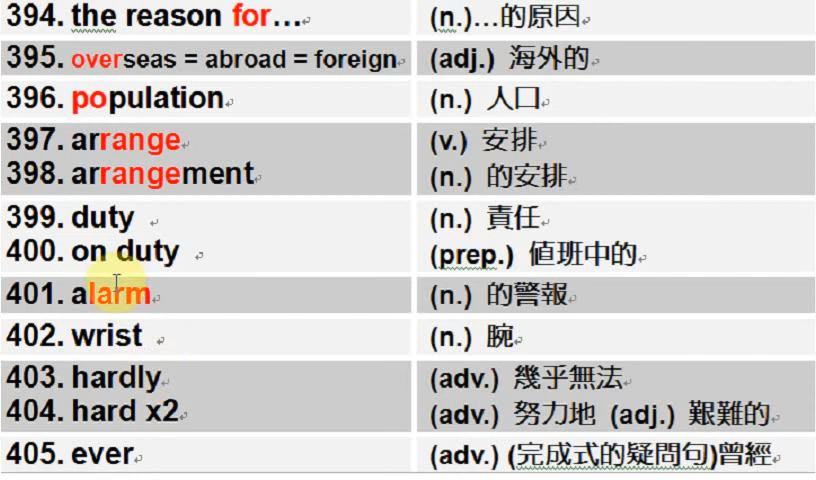 394. the reason for… (n.)…的原因
395. overseas = abroad = foreign (adj.) 海外的
396. population (n.) 人口
397. arrange (v.) 安排
398. arrangement (n.) 的安排
399. duty (n.) 責任
400. on duty (prep.) 值班中的
401. alarm (n.) 的警報
402. wrist (n.) 腕
403. hardly (adv.) 幾乎無法
404. hard x2 (adv.) 努力地 (adj.) 艱難的
405. ever (adv.) (完成式的疑問句)曾經